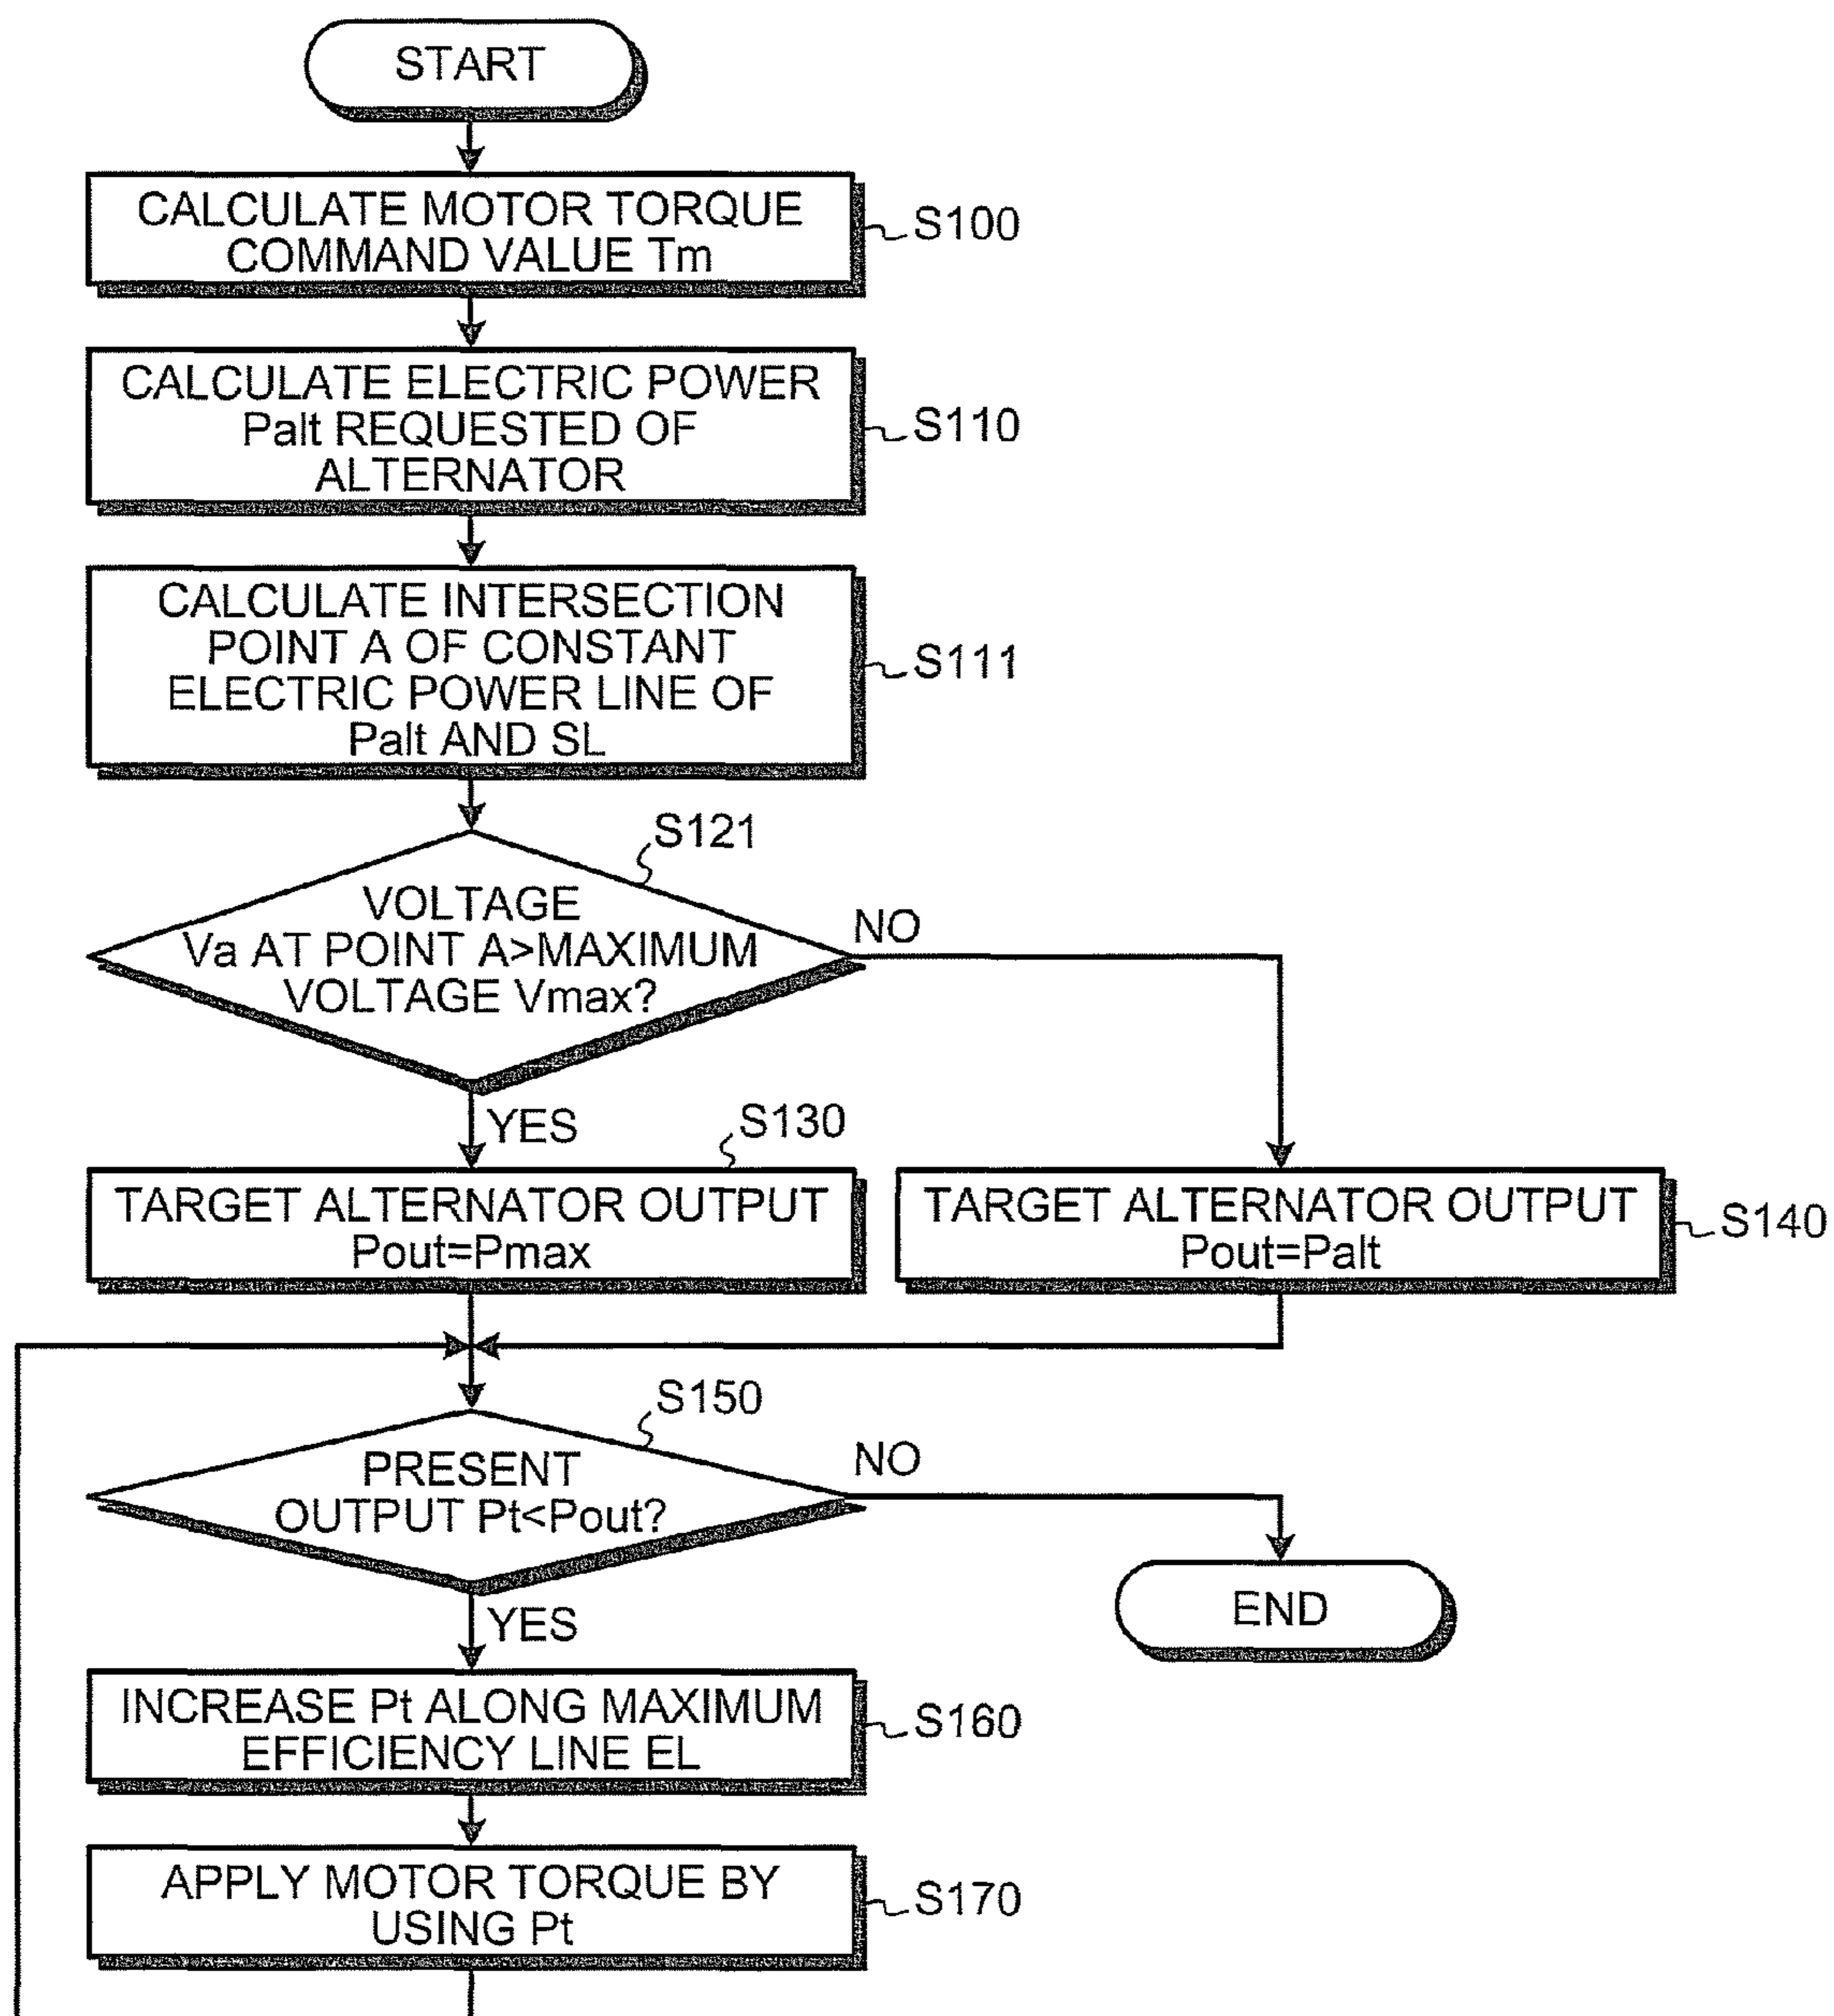 START
CALCULATE MOTOR TORQUE
COMMAND VALUE Tm
S100
CALCULATE ELECTRIC POWER
Palt REQUESTED OF
ALTERNATOR
S110
CALCULATE INTERSECTION
POINT A OF CONSTANT
ELECTRIC POWER LINE OF
Palt AND SL
S111
S121
VOLTAGE
Va AT POINT A>MAXIMUM
VOLTAGE Vmax?
NO
YES
S130
TARGET ALTERNATOR OUTPUT
Pout=Pmax
TARGET ALTERNATOR OUTPUT
Pout=Palt
S140
S150
PRESENT
OUTPUT Pt<Pout?
NO
END
YES
INCREASE Pt ALONG MAXIMUM
EFFICIENCY LINE EL
S160
APPLY MOTOR TORQUE BY
USING Pt
S170